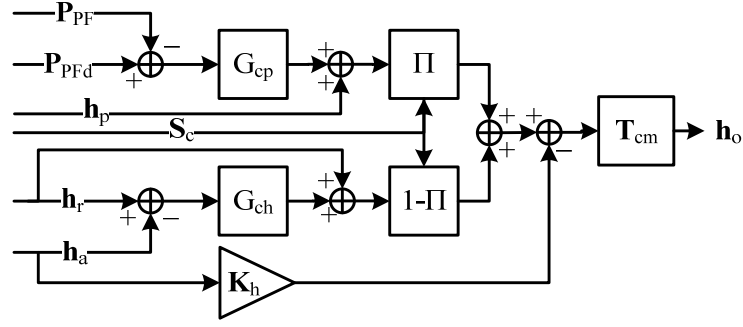 P_PF
−
P_PFd + G_cp + + Π
h_p
S_c
+ + + − T_cm h_o
+
h_r + − G_ch + + 1-Π
h_a
K_h